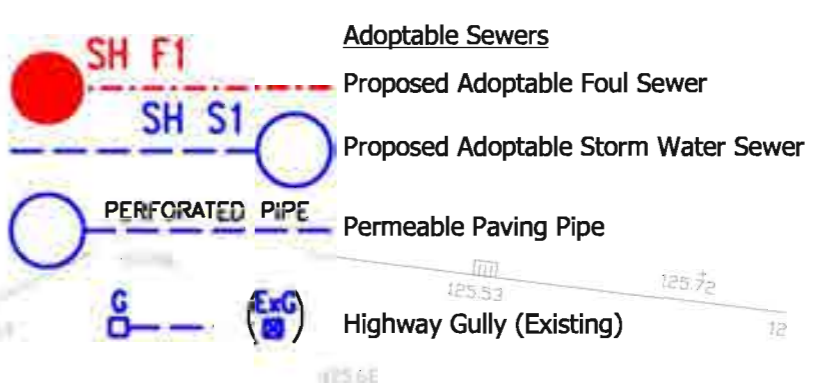 Adoptable Sewers
SH F1 Proposed Adoptable Foul Sewer
SH S1 Proposed Adoptable Storm Water Sewer
PERFORATED PIPE Permeable Paving Pipe
125.53 125.72
G (ExG) Highway Gully (Existing)
12